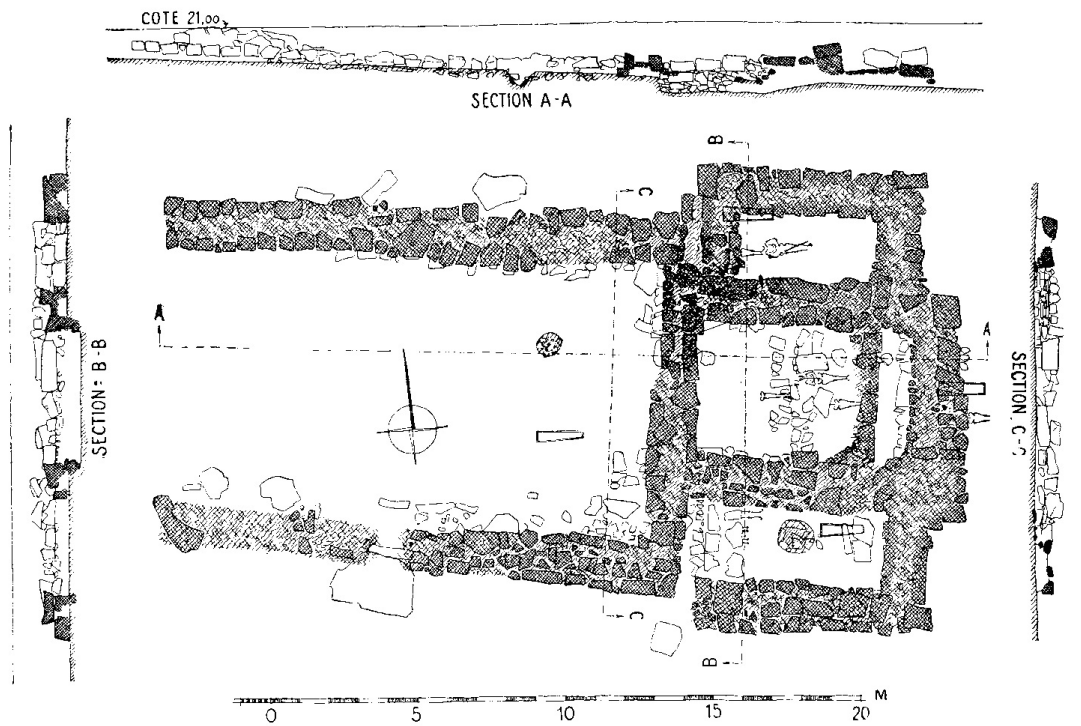 COTE 21.00
SECTION A-A
B
C
A
A
SECTION= B-B
SECTION. C-C
C
B
M
0 5 10 15 20